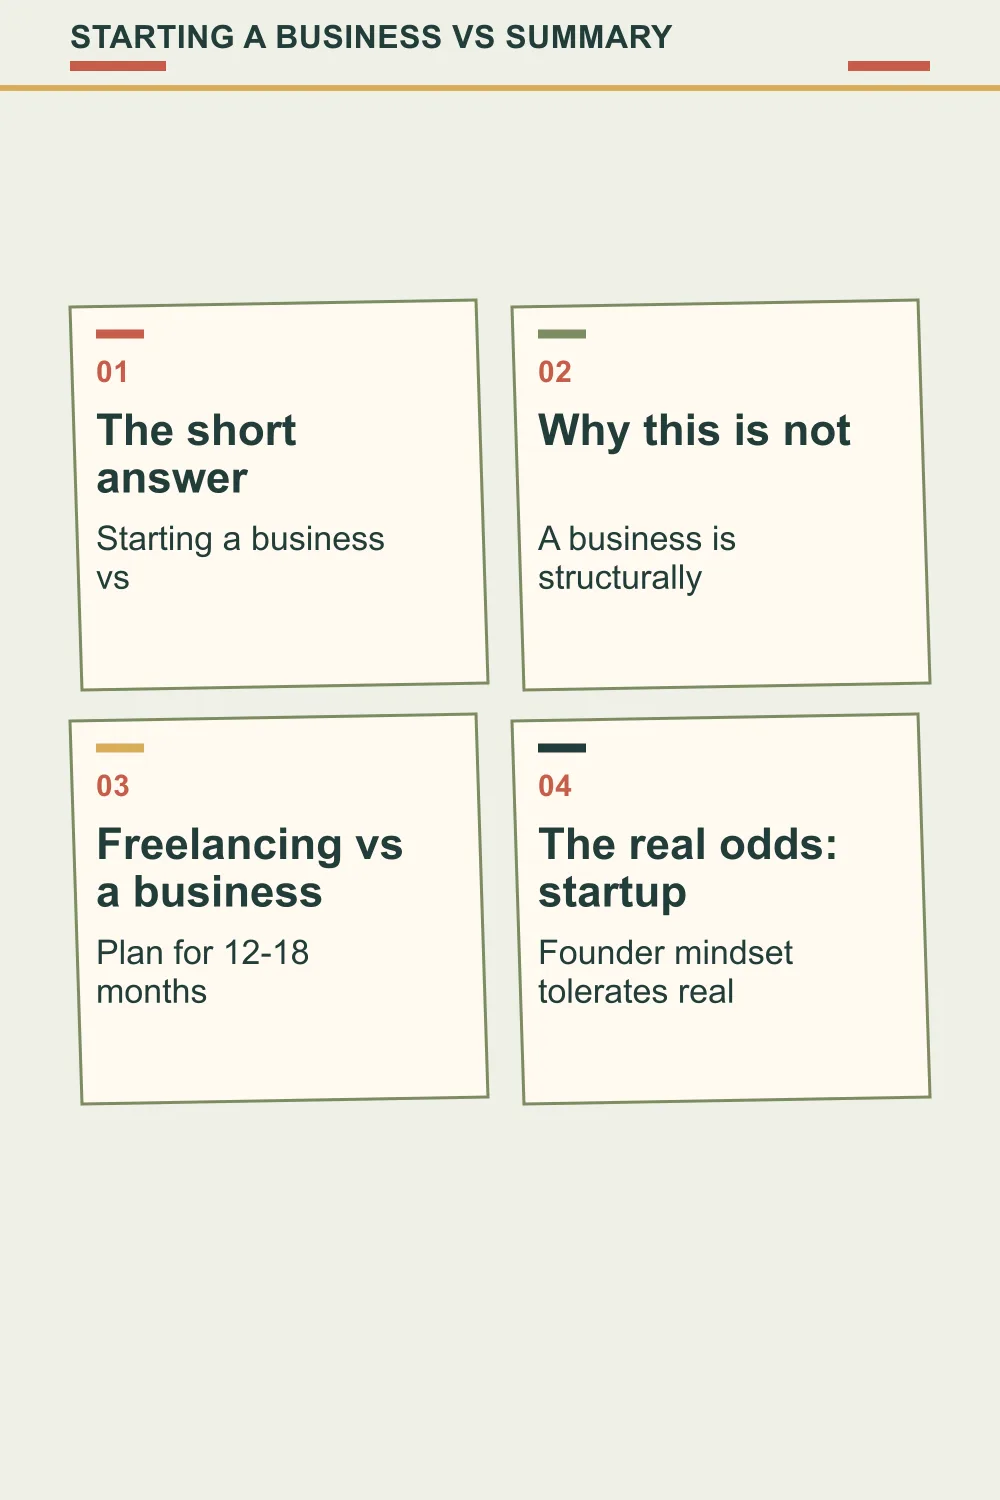 STARTING A BUSINESS VS SUMMARY
01
The short
answer
Starting a business
vs
02
Why this is not
A business is
structurally
03
Freelancing vs
a business
Plan for 12-18
months
04
The real odds:
startup
Founder mindset
tolerates real